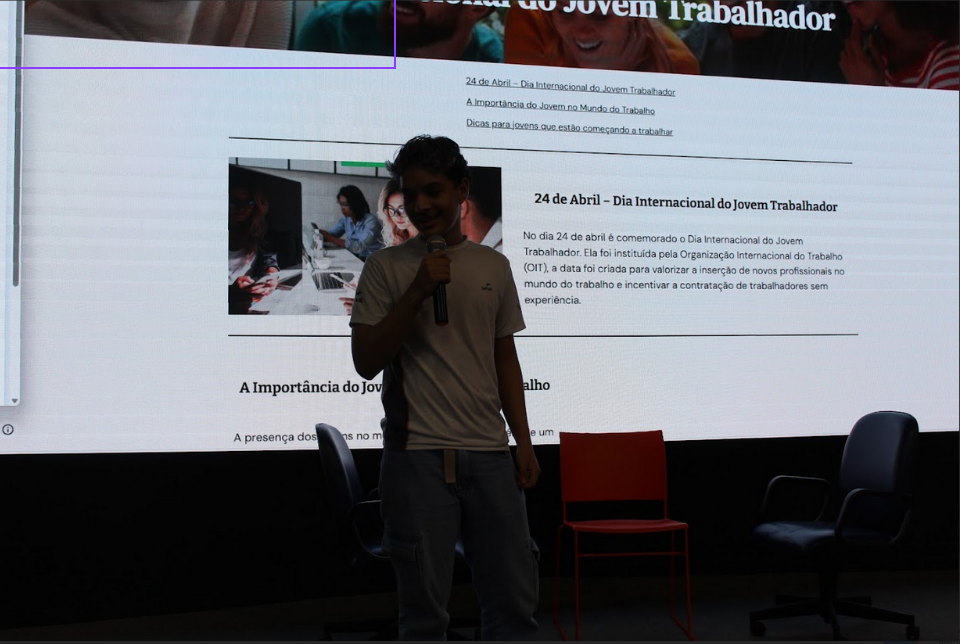 do Jovem Trabalhador
24 de Abril – Dia Internacional do Jovem Trabalhador
A Importância do Jovem no Mundo do Trabalho
Dicas para jovens que estão começando a trabalhar
24 de Abril – Dia Internacional do Jovem Trabalhador
No dia 24 de abril é comemorado o Dia Internacional do Jovem
Trabalhador. Ela foi instituída pela Organização Internacional do Trabalho
(OIT), a data foi criada para valorizar a inserção de novos profissionais no
mundo do trabalho e incentivar a contratação de trabalhadores sem
experiência.
A Importância do
A presença
um